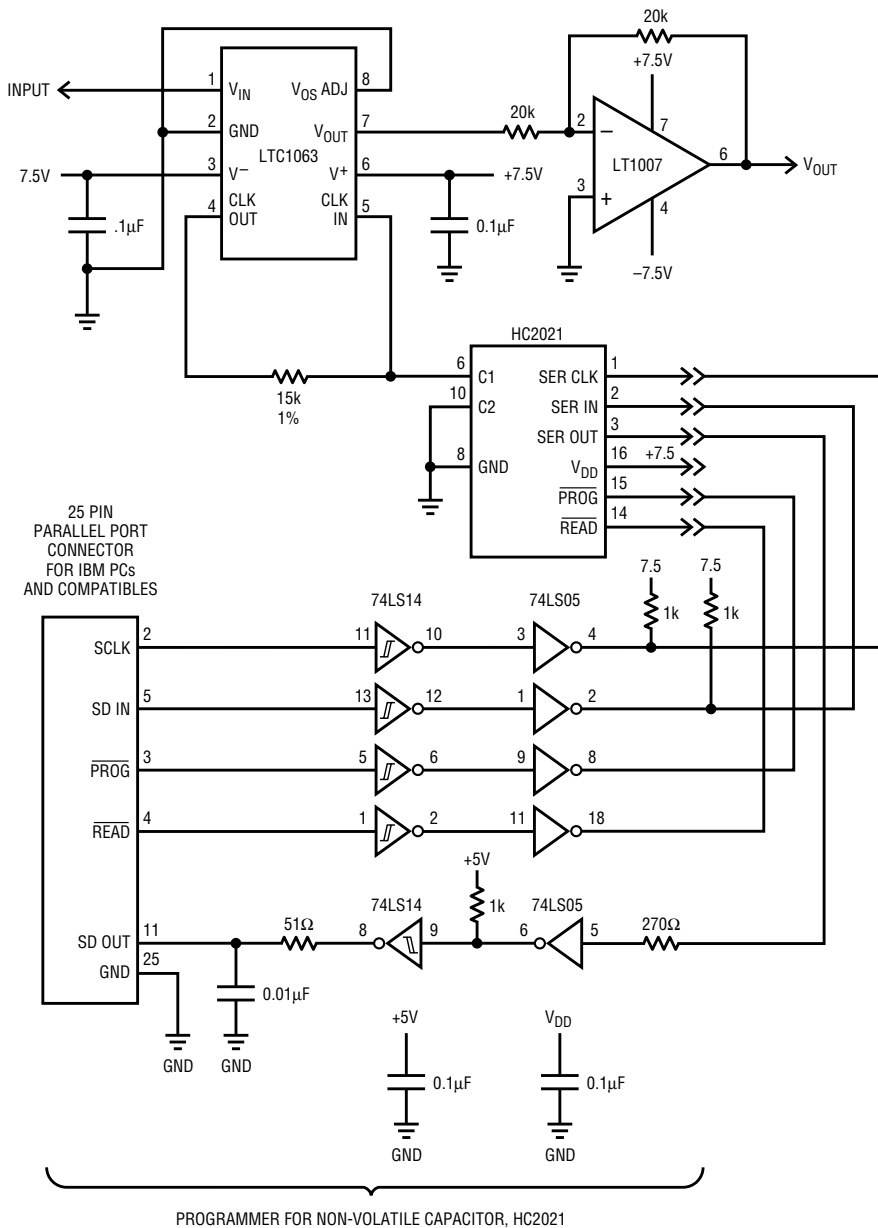 20k
+7.5V
INPUT
1
VIN
VOS ADJ
8
20k
2
GND
VOUT
7
2
–
7
LTC1063
LT1007
6
VOUT
7.5V
3
V–
V+
6
+7.5V
3
+
4
4
CLK
OUT
CLK
IN
5
.1µF
0.1µF
–7.5V
HC2021
6
C1
SER CLK
1
15k
1%
10
C2
SER IN
2
SER OUT
3
8
GND
VDD
16
+7.5
PROG
15
READ
14
25 PIN
PARALLEL PORT
CONNECTOR
FOR IBM PCs
AND COMPATIBLES
7.5
7.5
74LS14
74LS05
1k
1k
SCLK
2
11
10
3
4
SD IN
5
13
12
1
2
PROG
3
5
6
9
8
READ
4
1
2
11
18
+5V
1k
74LS14
74LS05
SD OUT
11
51Ω
8
9
6
5
270Ω
GND
25
0.01µF
GND
GND
+5V
VDD
0.1µF
0.1µF
GND
GND
PROGRAMMER FOR NON-VOLATILE CAPACITOR, HC2021